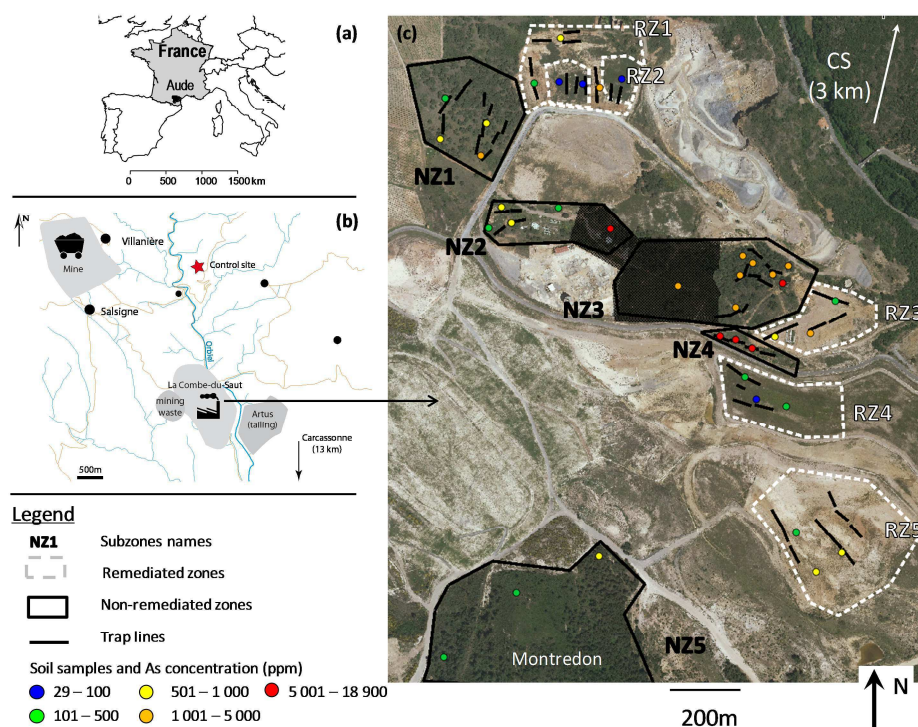 (a)
France
Aude
0 500 1000 1500 km
(b)
N
Villanière
Mine
Control site
Salsigne
Orbiel
La Combe-du-Saut
mining
waste
Artus
(tailing)
Carcassonne
(13 km)
500m
Legend
NZ1 Subzones names
Remediated zones
Non-remediated zones
Trap lines
Soil samples and As concentration (ppm)
29 – 100 501 – 1 000 5 001 – 18 900
101 – 500 1 001 – 5 000
(c)
RZ1
RZ2
CS
(3 km)
NZ1
NZ2
NZ3
RZ3
NZ4
RZ4
RZ5
NZ5
Montredon
200m
N